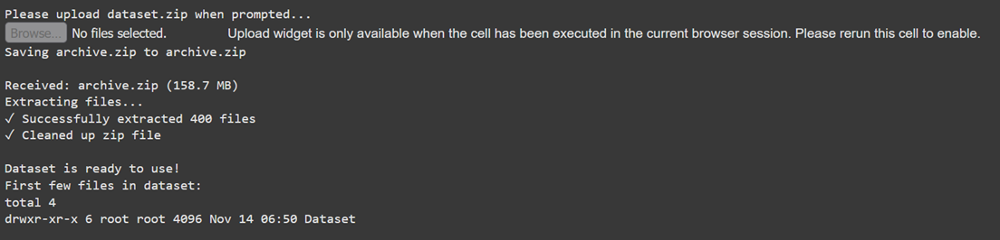 Please upload dataset.zip when prompted...
Browse... No files selected. Upload widget is only available when the cell has been executed in the current browser session. Please rerun this cell to enable.
Saving archive.zip to archive.zip
Received: archive.zip (158.7 MB)
Extracting files...
✓ Successfully extracted 400 files
✓ Cleaned up zip file
Dataset is ready to use!
First few files in dataset:
total 4
drwxr-xr-x 6 root root 4096 Nov 14 06:50 Dataset